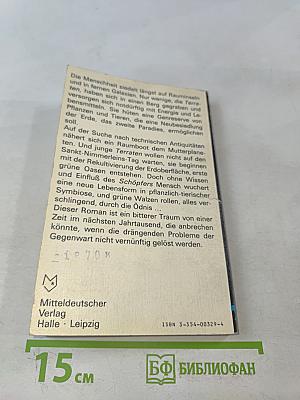 Die Menschheit siedelt längst auf Rauminseln
und in fernen Galaxien. Nur wenige, die Terra-
ten, haben sich in einen Berg gegraben und
versorgen sich notdürftig mit Energie und Le-
bensmitteln. Sie hüten eine Genreserve von
Pflanzen und Tieren, die eine Neubesiedlung
der Erde, das zweite Paradies, ermöglichen
soll.
Auf der Suche nach technischen Antiquitäten
nähert sich ein Raumboot dem Mutterplane-
ten. Und junge Terraten wollen nicht auf den
Sankt-Nimmerleins-Tag warten, sie beginnen
mit der Rekultivierung der Erdoberfläche, erste
grüne Oasen entstehen. Doch ohne Wissen
und Einfluß des Schöpfers Mensch wuchert
eine neue Lebensform in pflanzlich-tierischer
Symbiose, und grüne Walzen rollen, alles ver-
schlingend, durch die Ödnis ...
Dieser Roman ist ein bitterer Traum von einer
Zeit im nächsten Jahrtausend, die anbrechen
könnte, wenn die drängenden Probleme der
Gegenwart nicht vernünftig gelöst werden.
Mitteldeutscher
Verlag
Halle · Leipzig
ISBN 3-354-00329-4
15 см
БФ БИБЛИОФАН